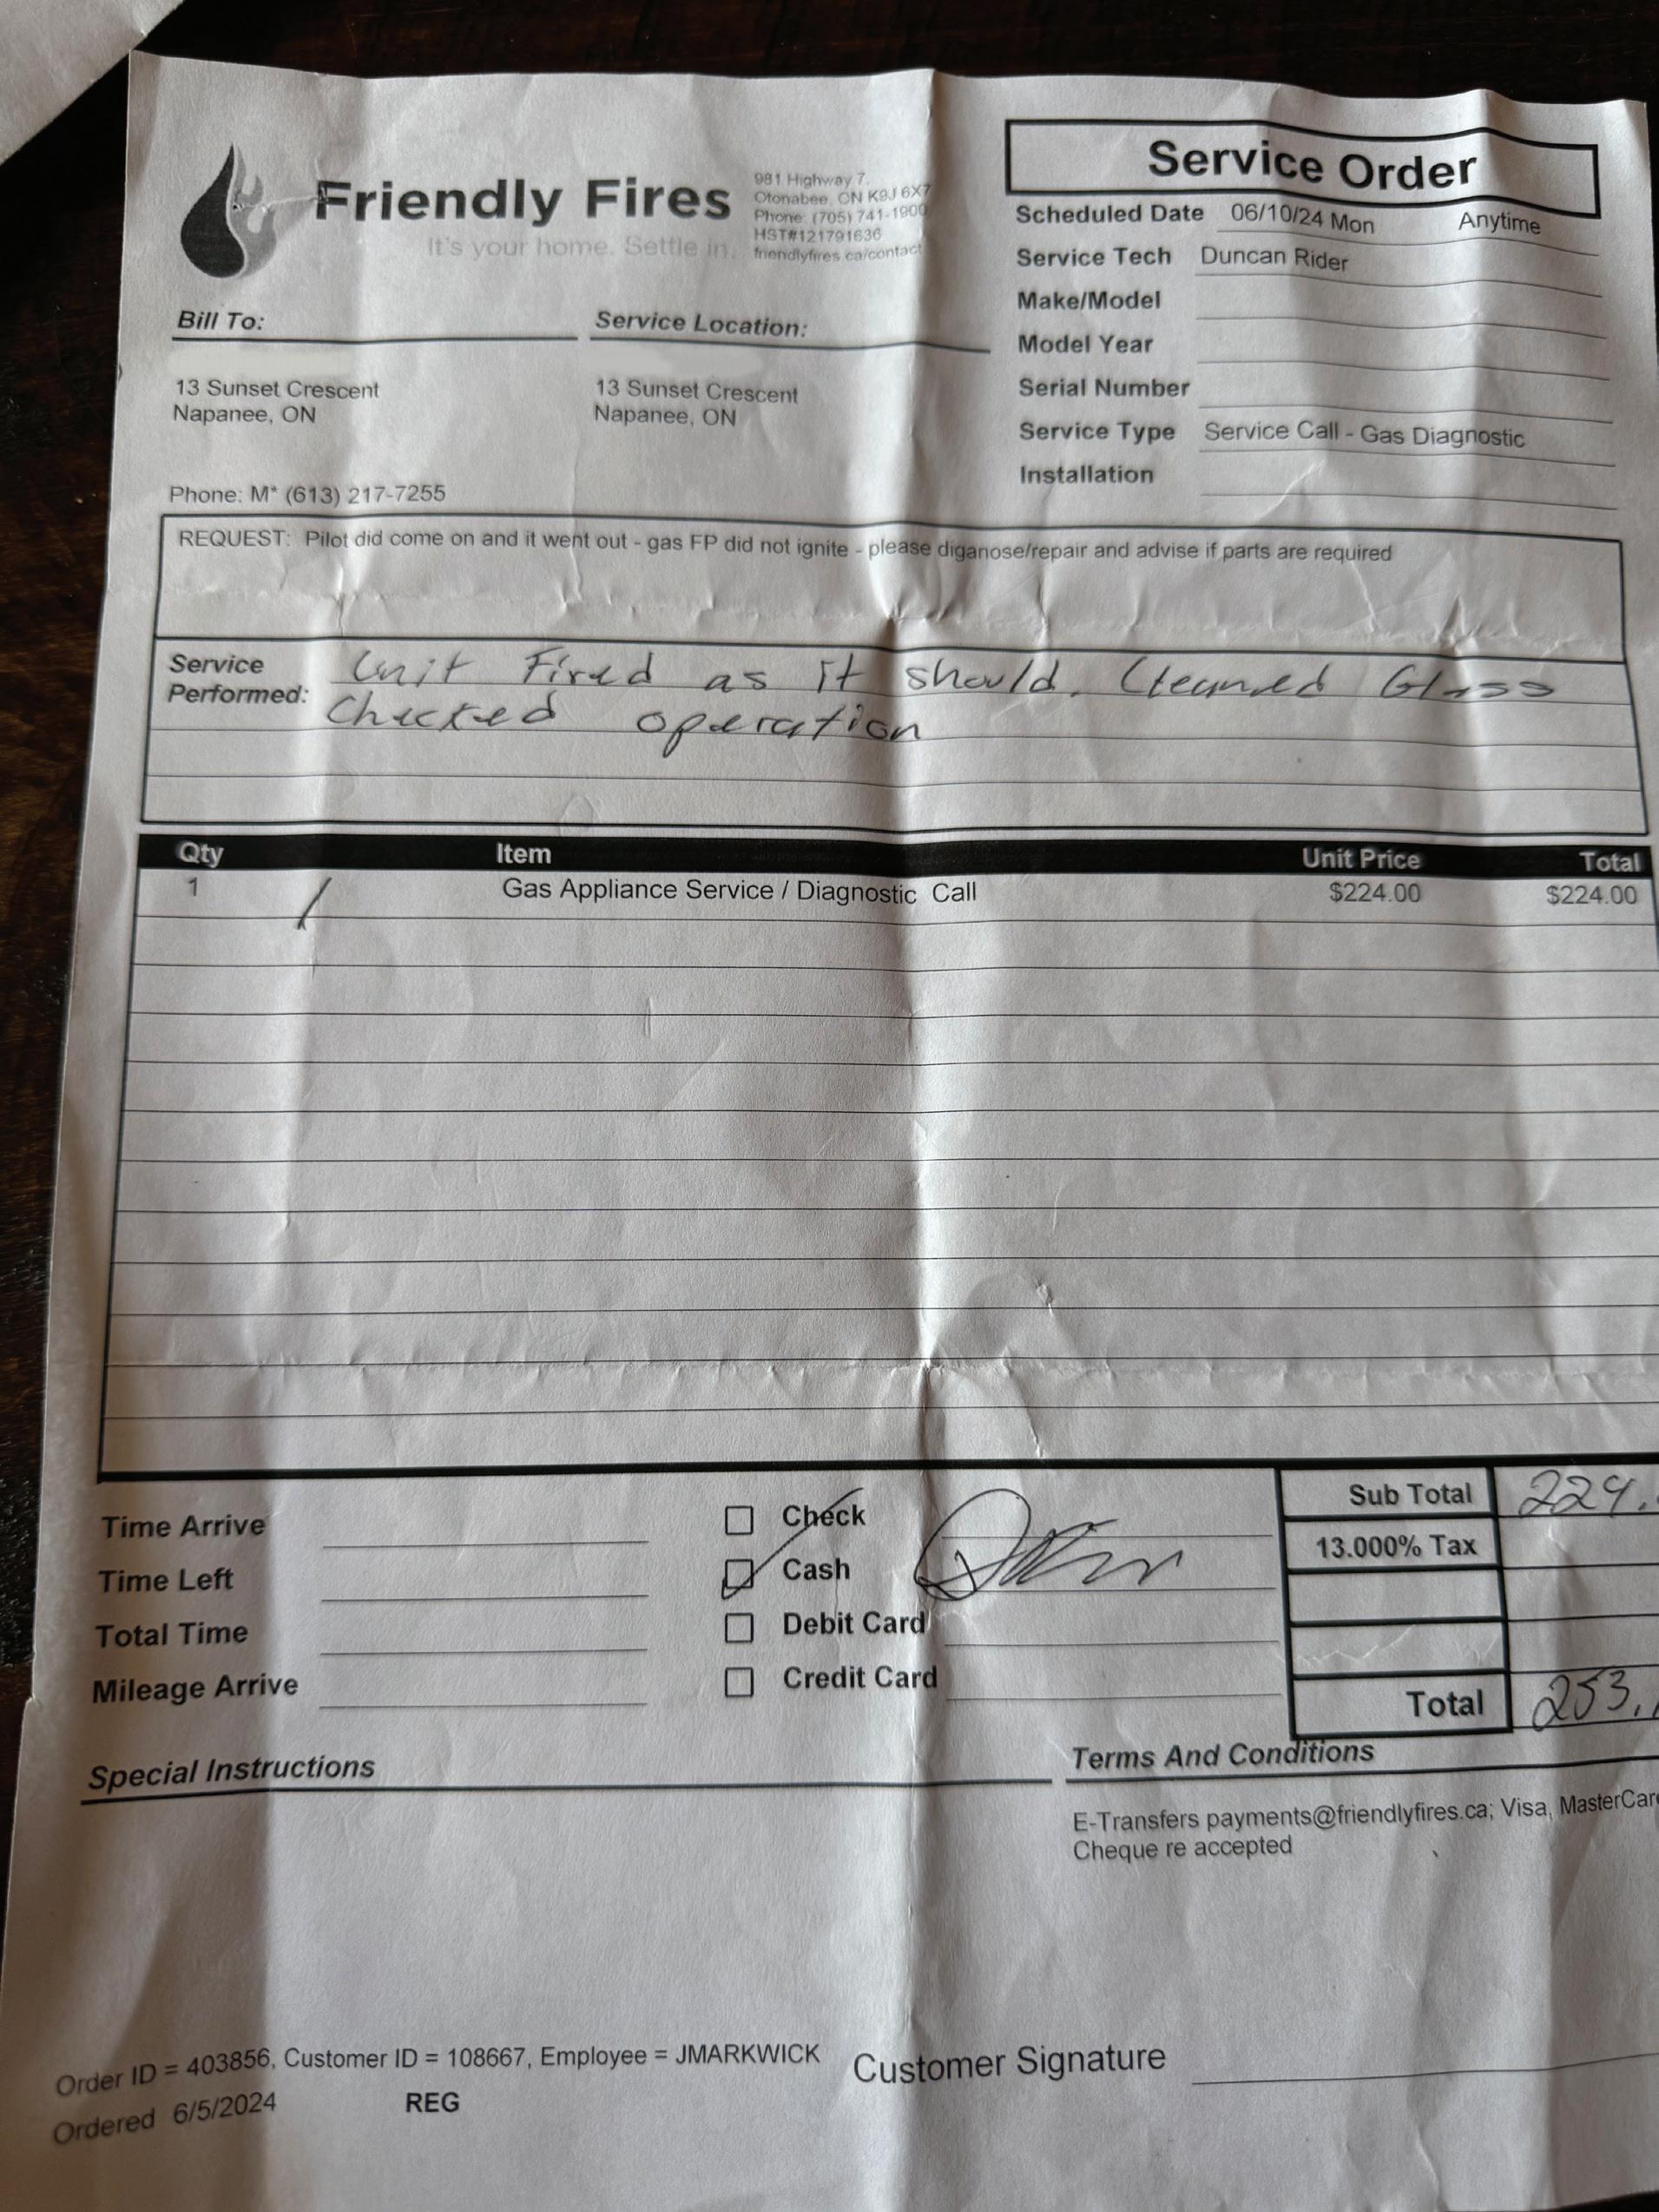 Friendly Fires
It's your home. Settle in.
981 Highway 7,
Otonabee, ON K9J 6X7
Phone: (705) 741-1900
HST#121791636
friendlyfires.ca/contact
Service Order
Scheduled Date 06/10/24 Mon Anytime
Service Tech Duncan Rider
Make/Model
Model Year
Serial Number
Service Type Service Call - Gas Diagnostic
Installation
Bill To:
13 Sunset Crescent
Napanee, ON
Service Location:
13 Sunset Crescent
Napanee, ON
Phone: M* (613) 217-7255
REQUEST: Pilot did come on and it went out - gas FP did not ignite - please diganose/repair and advise if parts are required
Service Performed: Unit Fired as it should. Cleaned Glass
Checked operation
Qty Item Unit Price Total
1 Gas Appliance Service / Diagnostic Call $224.00 $224.00
Time Arrive
Time Left
Total Time
Mileage Arrive
Check
Cash
Debit Card
Credit Card
Sub Total 224.
13.000% Tax
Total 253.
Special Instructions
Terms And Conditions
E-Transfers payments@friendlyfires.ca; Visa, MasterCar
Cheque re accepted
Order ID = 403856, Customer ID = 108667, Employee = JMARKWICK
Ordered 6/5/2024 REG
Customer Signature